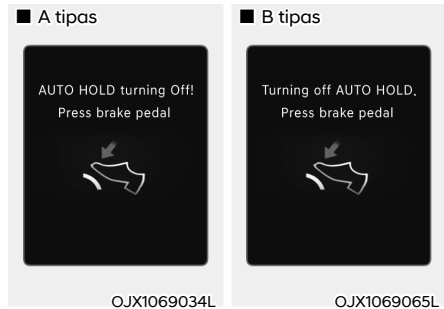 ■ A tipas
AUTO HOLD turning Off!
Press brake pedal
OJX1069034L
■ B tipas
Turning off AUTO HOLD.
Press brake pedal
OJX1069065L